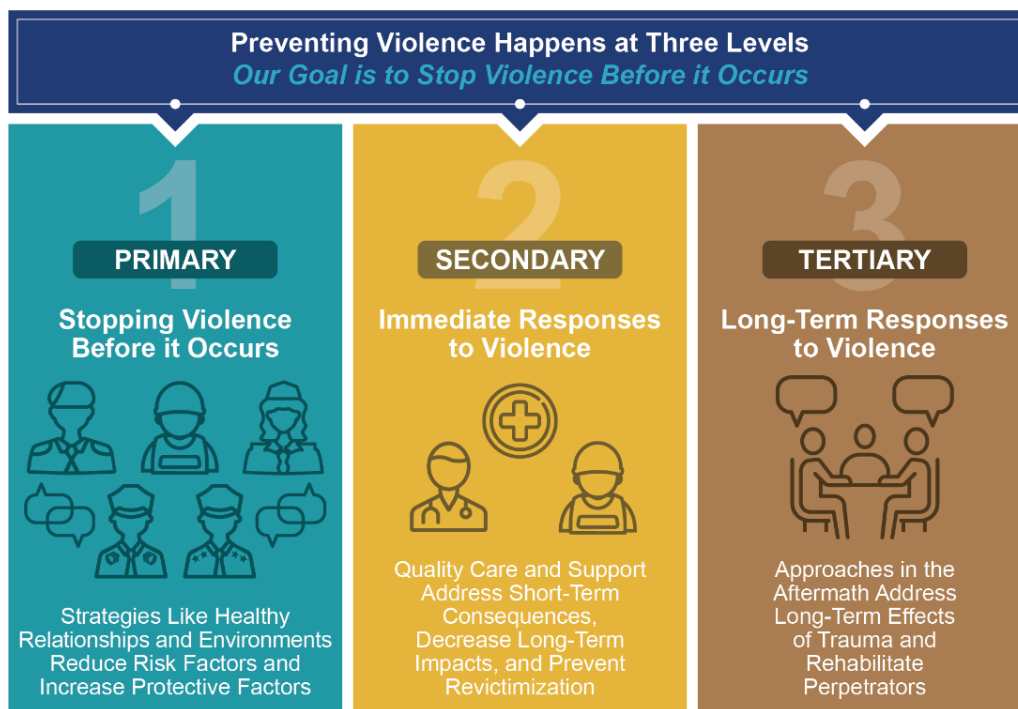 Preventing Violence Happens at Three Levels
Our Goal is to Stop Violence Before it Occurs
1
PRIMARY
Stopping Violence
Before it Occurs
Strategies Like Healthy
Relationships and Environments
Reduce Risk Factors and
Increase Protective Factors
2
SECONDARY
Immediate Responses
to Violence
Quality Care and Support
Address Short-Term
Consequences,
Decrease Long-Term
Impacts, and Prevent
Revictimization
3
TERTIARY
Long-Term Responses
to Violence
Approaches in the
Aftermath Address
Long-Term Effects
of Trauma and
Rehabilitate
Perpetrators